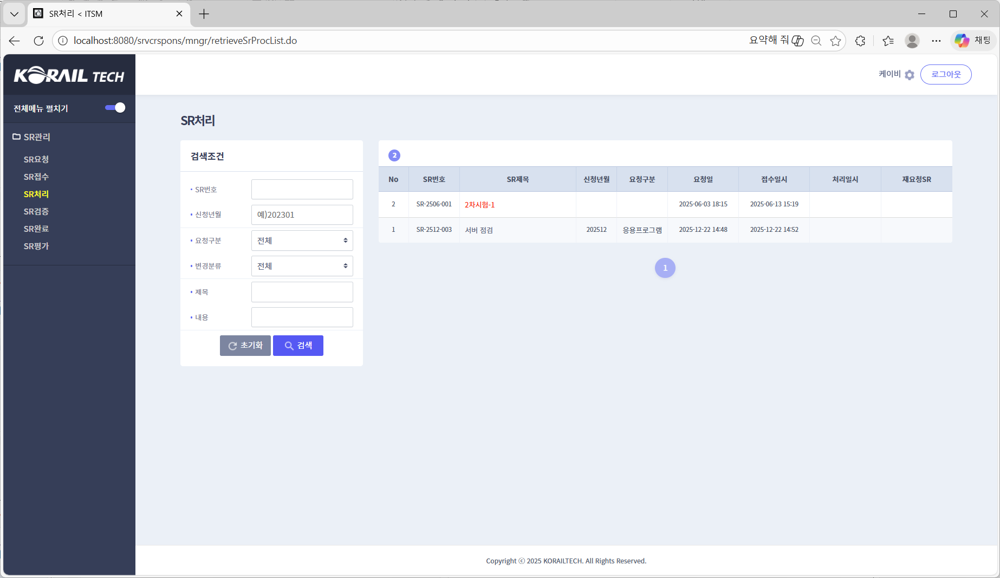 SR처리 < ITSM
localhost:8080/srvcrspons/mngr/retrieveSrProcList.do
요약해 줘
채팅
KORAIL TECH
케이비
로그아웃
전체메뉴 펼치기
SR관리
SR요청
SR접수
SR처리
SR검증
SR완료
SR평가
SR처리
검색조건
SR번호
신청년월 예)202301
요청구분 전체
변경분류 전체
제목
내용
초기화 검색
2
No SR번호 SR제목 신청년월 요청구분 요청일 접수일시 처리일시 재요청SR
2 SR-2506-001 2차시험-1 2025-06-03 18:15 2025-06-13 15:19
1 SR-2512-003 서버 점검 202512 응용프로그램 2025-12-22 14:48 2025-12-22 14:52
1
Copyright ⓒ 2025 KORAILTECH. All Rights Reserved.